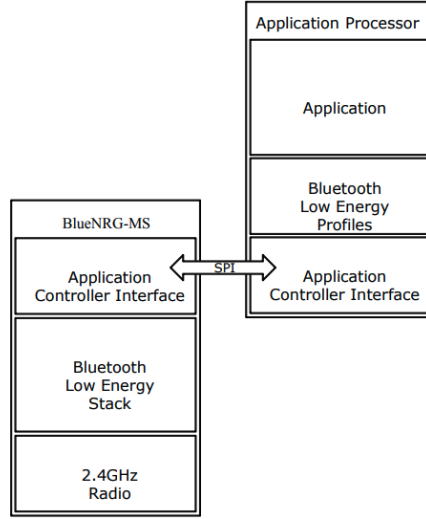 Application Processor
Application
Bluetooth
Low Energy
Profiles
Application
Controller Interface
SPI
BlueNRG-MS
Application
Controller Interface
Bluetooth
Low Energy
Stack
2.4GHz
Radio